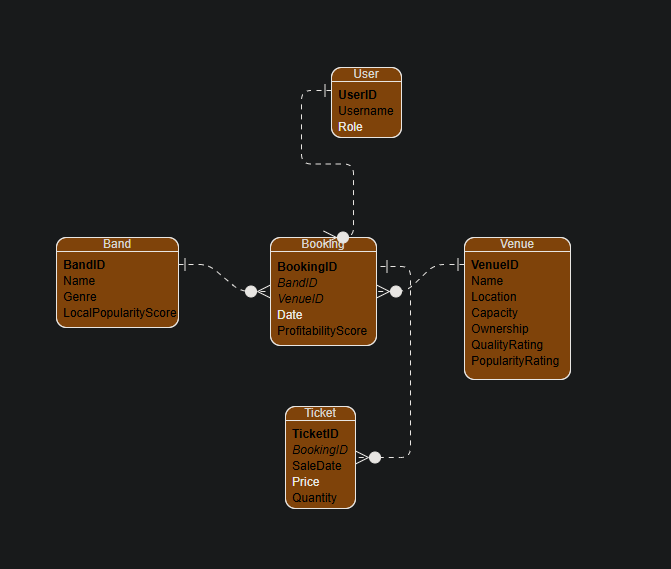 User
UserID
Username
Role
Band
BandID
Name
Genre
LocalPopularityScore
Booking
BookingID
BandID
VenueID
Date
ProfitabilityScore
Venue
VenueID
Name
Location
Capacity
Ownership
QualityRating
PopularityRating
Ticket
TicketID
BookingID
SaleDate
Price
Quantity